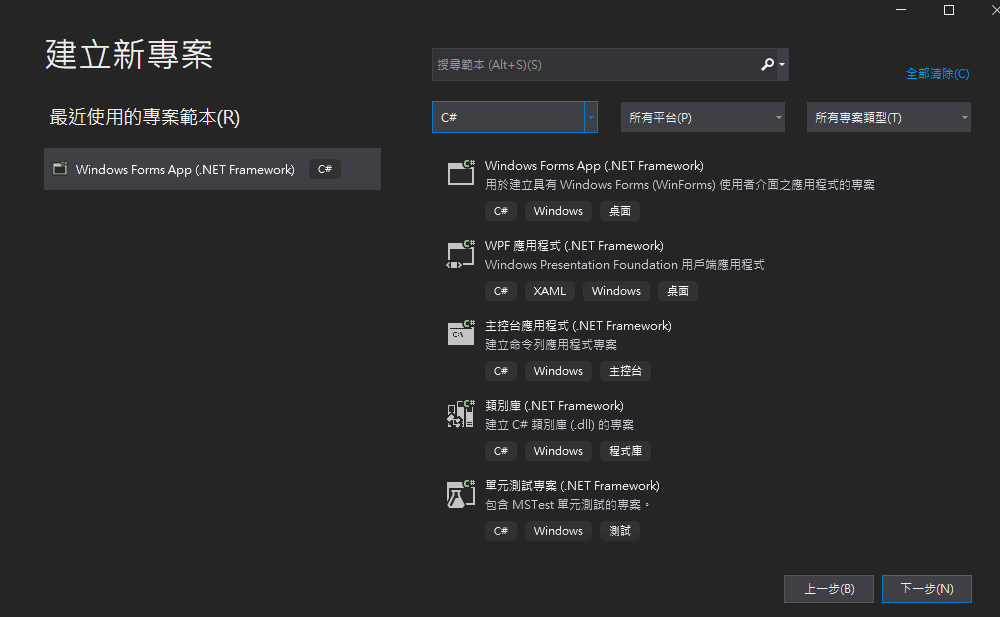 建立新專案
最近使用的專案範本(R)
Windows Forms App (.NET Framework) C#
搜尋範本 (Alt+S)(S)
全部清除(C)
C# 所有平台(P) 所有專案類型(T)
C#
Windows Forms App (.NET Framework)
用於建立具有 Windows Forms (WinForms) 使用者介面之應用程式的專案
C# Windows 桌面
C#
WPF 應用程式 (.NET Framework)
Windows Presentation Foundation 用戶端應用程式
C# XAML Windows 桌面
C#
C:\
主控台應用程式 (.NET Framework)
建立命令列應用程式專案
C# Windows 主控台
C#
類別庫 (.NET Framework)
建立 C# 類別庫 (.dll) 的專案
C# Windows 程式庫
C#
單元測試專案 (.NET Framework)
包含 MSTest 單元測試的專案。
C# Windows 測試
上一步(B) 下一步(N)